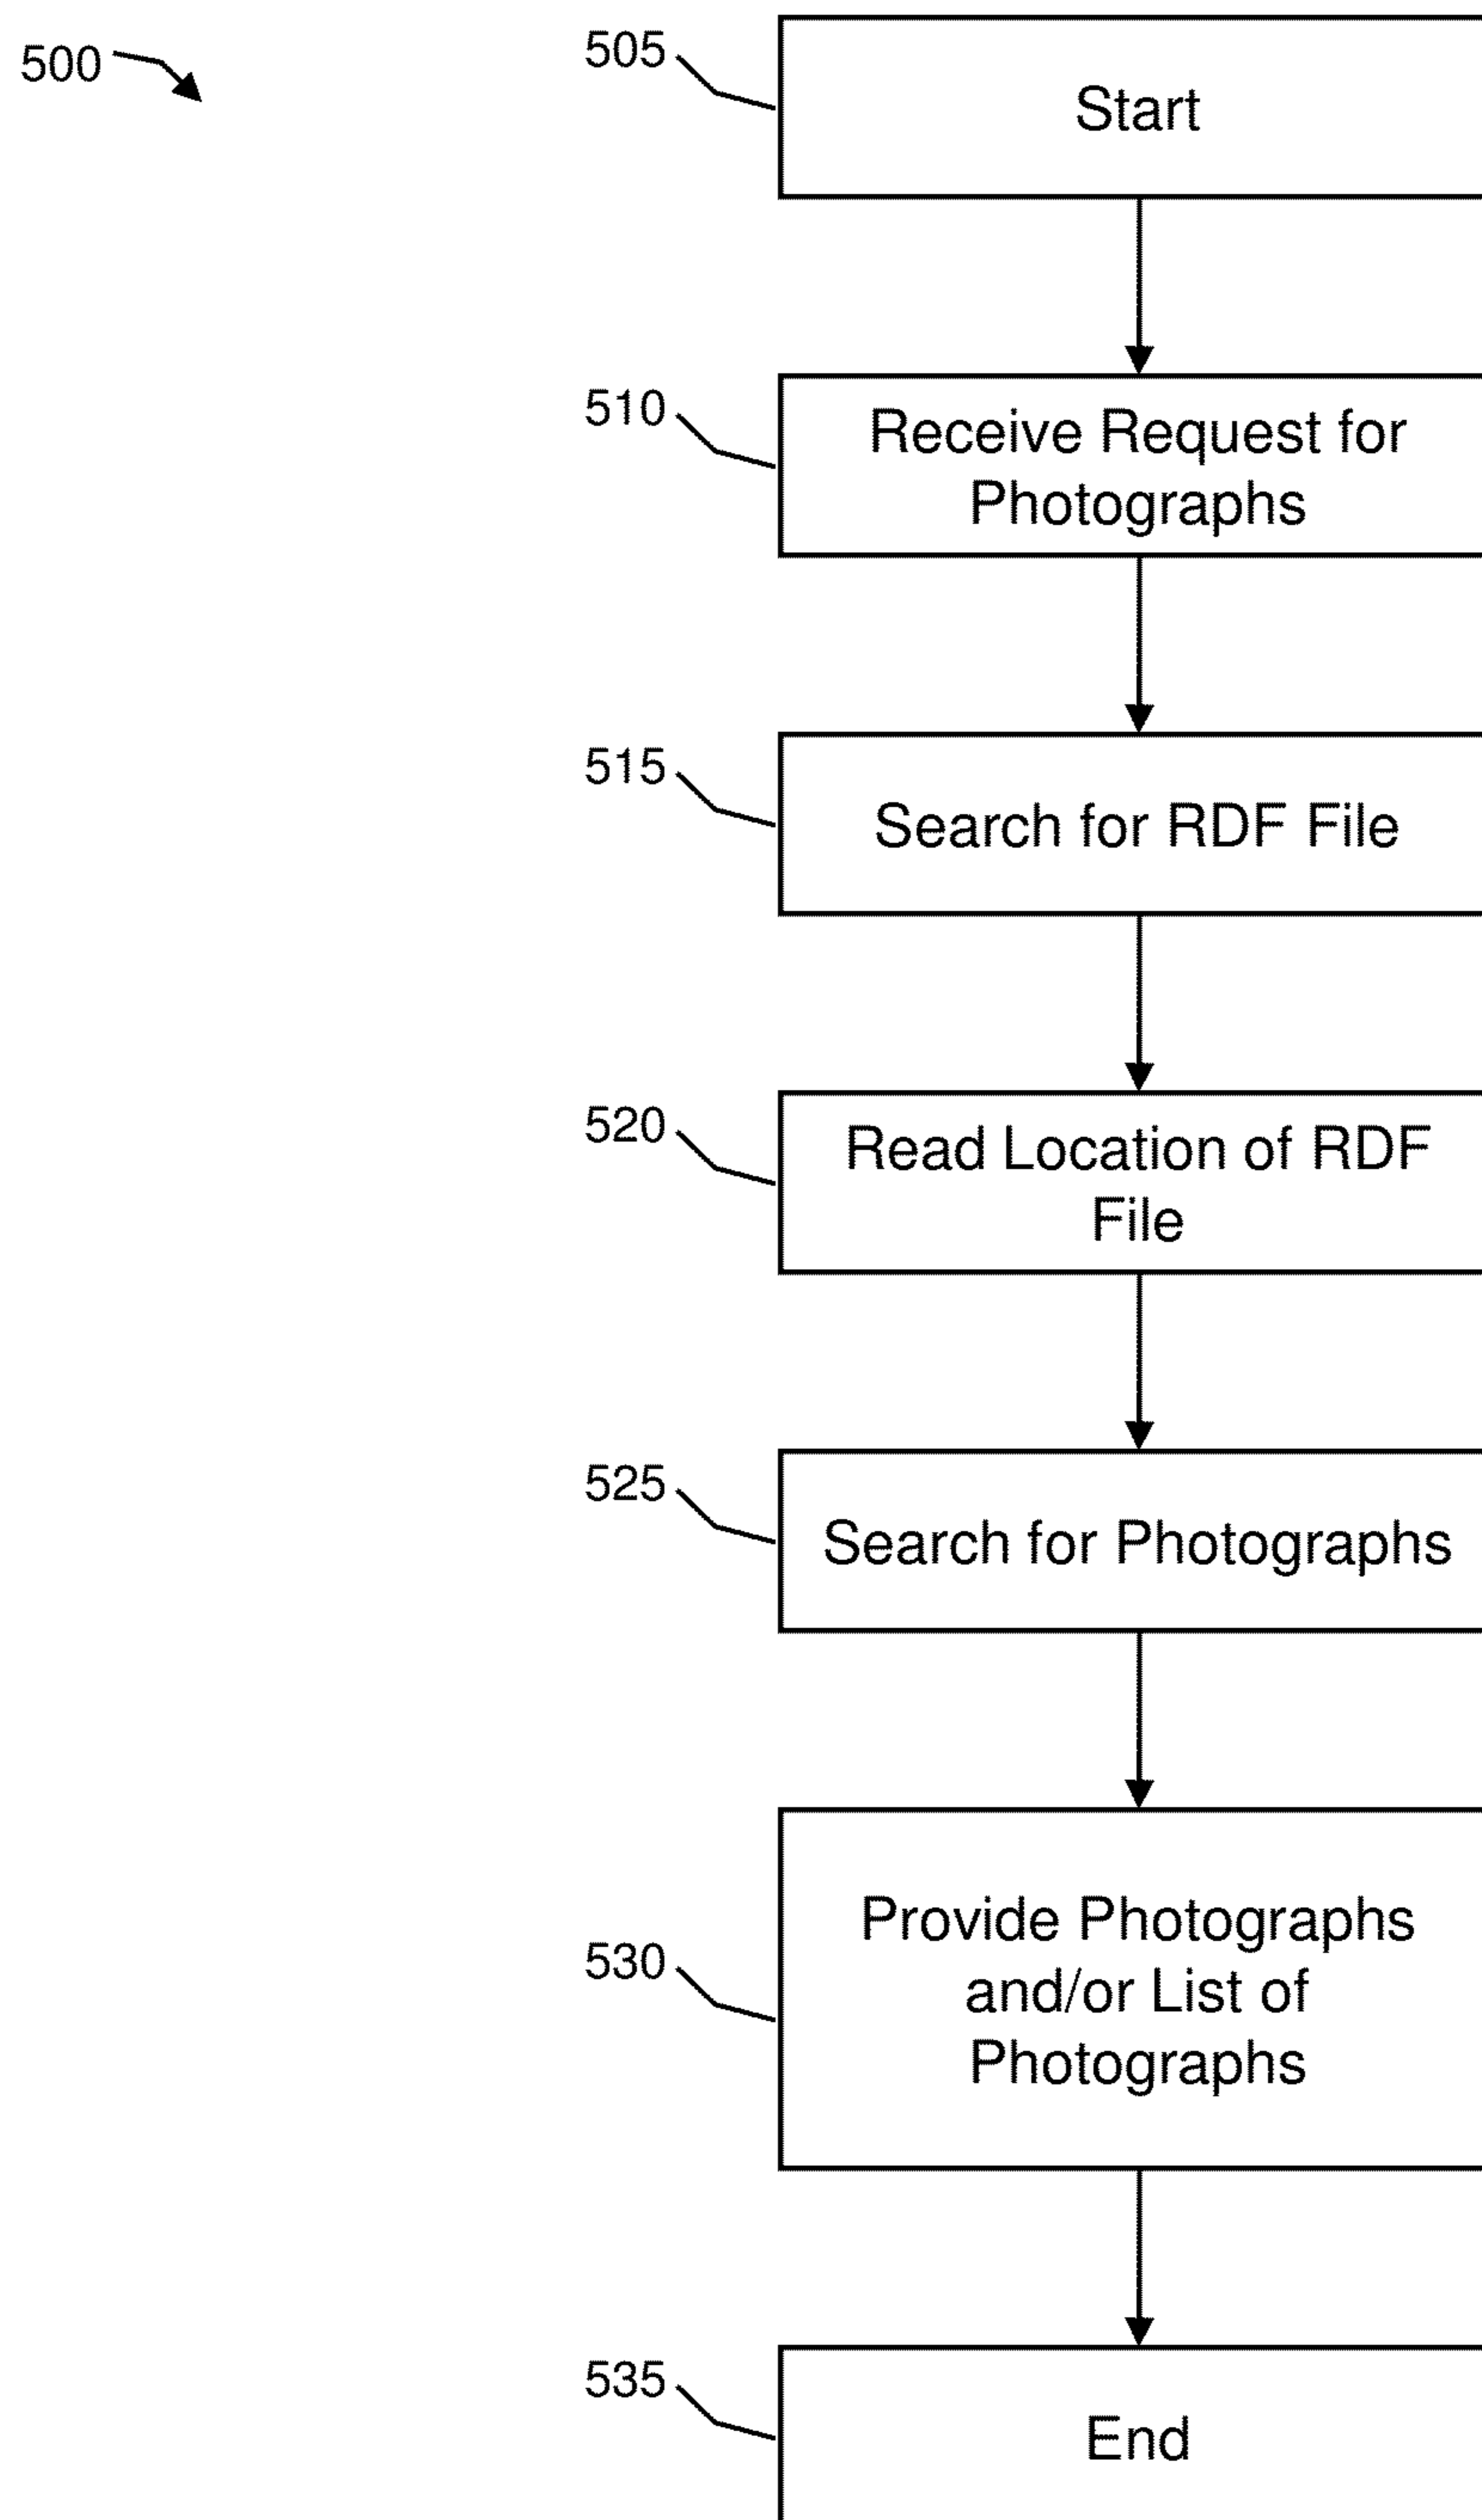 500
505
Start
510
Receive Request for
Photographs
515
Search for RDF File
520
Read Location of RDF
File
525
Search for Photographs
530
Provide Photographs
and/or List of
Photographs
535
End